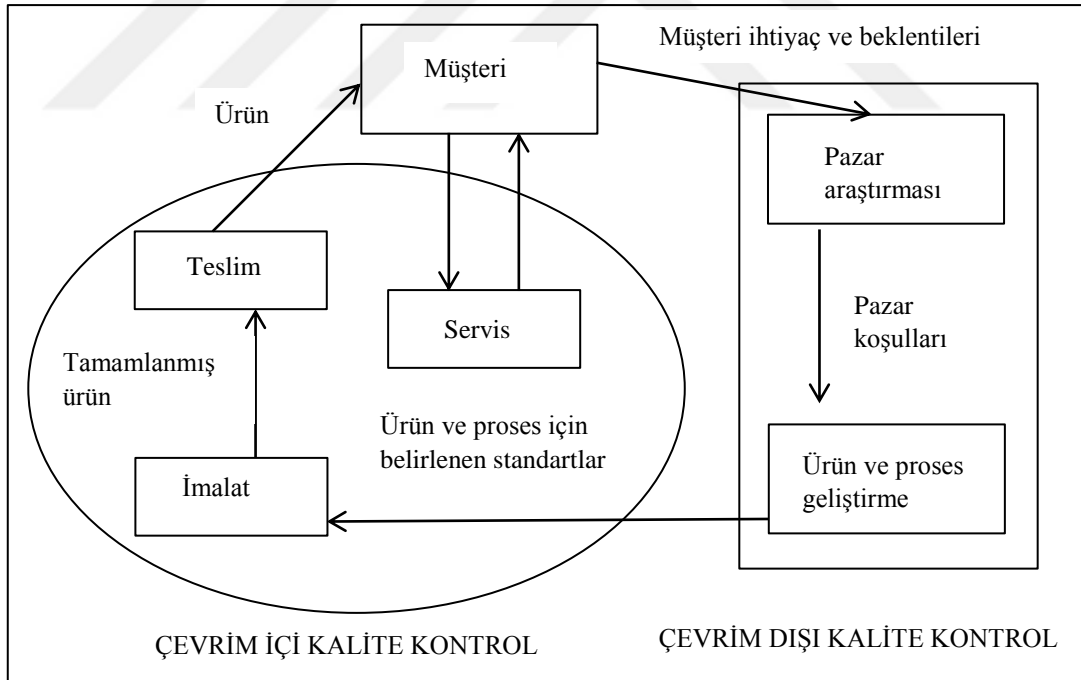 Müşteri ihtiyaç ve beklentileri
Müşteri
Ürün
Pazar
araştırması
Teslim
Servis
Pazar
koşulları
Tamamlanmış
ürün
Ürün ve proses için
belirlenen standartlar
İmalat
Ürün ve proses
geliştirme
ÇEVRİM İÇİ KALİTE KONTROL
ÇEVRİM DIŞI KALİTE KONTROL